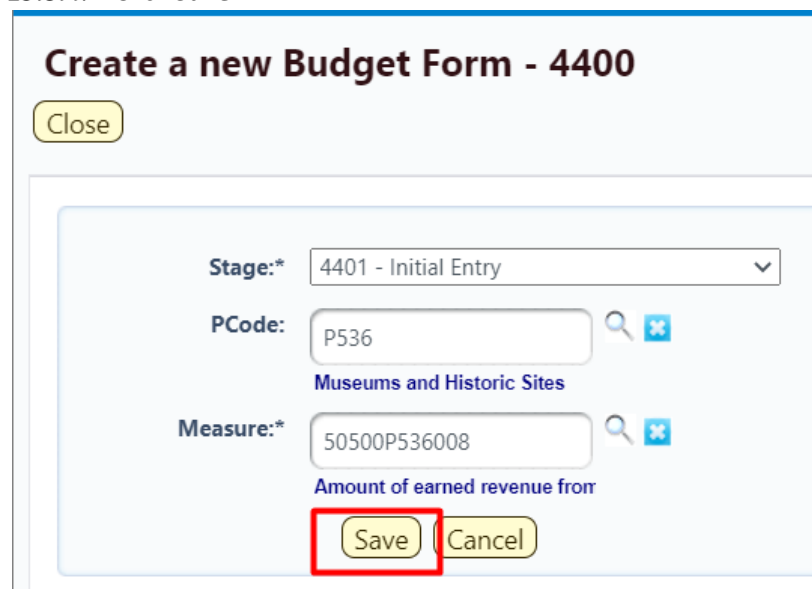 Create a new Budget Form - 4400
Close
Stage:* 4401 - Initial Entry
PCode: P536
Museums and Historic Sites
Measure:* 50500P536008
Amount of earned revenue from
Save Cancel